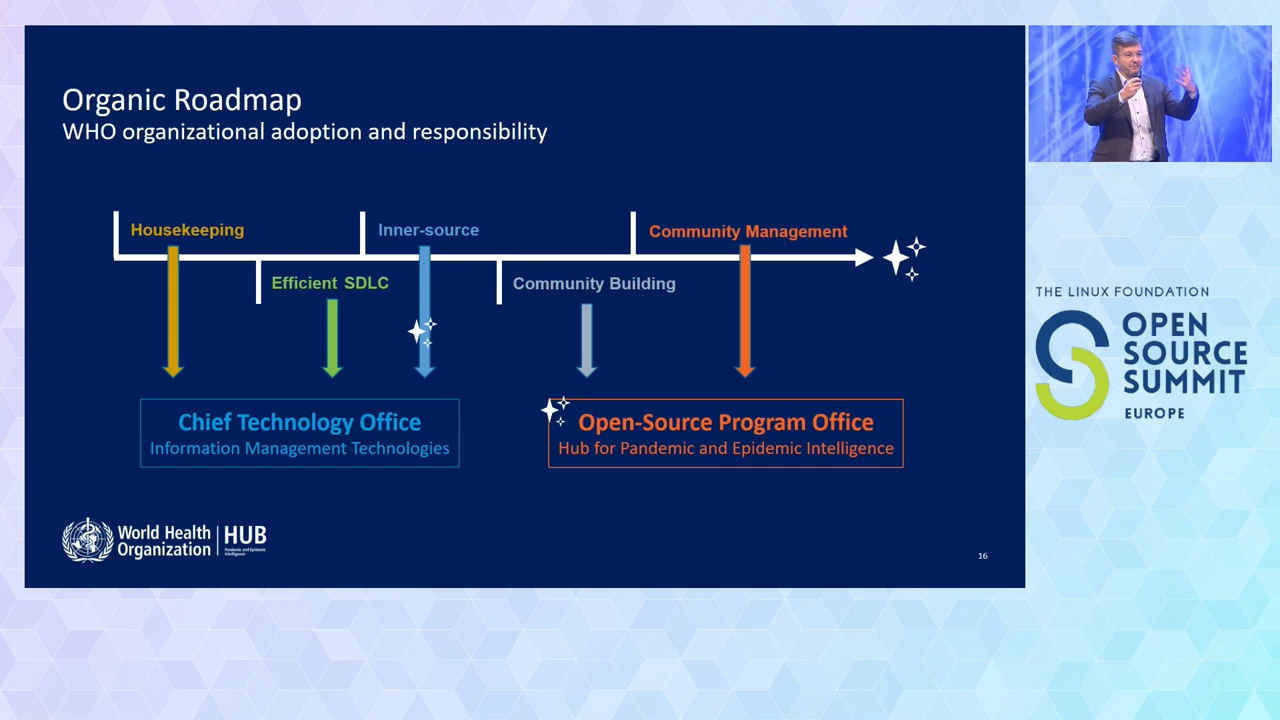 Organic Roadmap
WHO organizational adoption and responsibility
Housekeeping
Inner-source
Community Management
Efficient SDLC
Community Building
Chief Technology Office
Information Management Technologies
Open-Source Program Office
Hub for Pandemic and Epidemic Intelligence
World Health
Organization
HUB
Pandemic and Epidemic
Intelligence
16
THE LINUX FOUNDATION
OPEN
SOURCE
SUMMIT
EUROPE